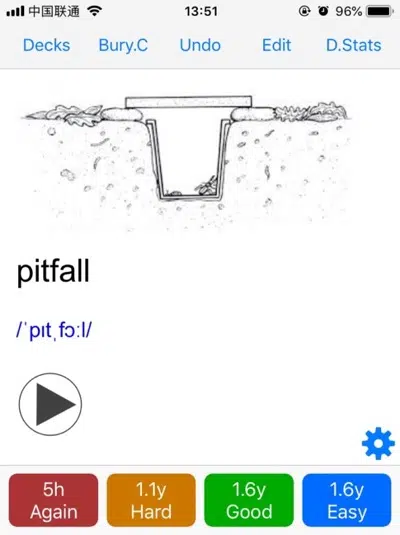 中国联通 13:51 96%
Decks Bury.C Undo Edit D.Stats
pitfall
/ˈpɪtˌfɔːl/
5h 1.1y 1.6y 1.6y
Again Hard Good Easy